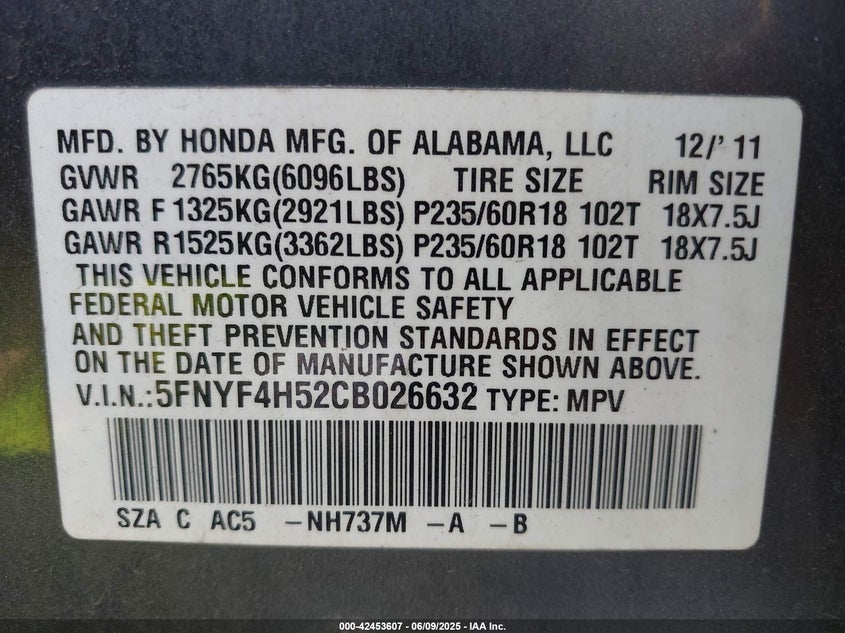 MFD. BY HONDA MFG. OF ALABAMA, LLC 12/' 11
GVWR 2765KG(6096LBS) TIRE SIZE RIM SIZE
GAWR F 1325KG(2921LBS) P235/60R18 102T 18X7.5J
GAWR R1525KG(3362LBS) P235/60R18 102T 18X7.5J
THIS VEHICLE CONFORMS TO ALL APPLICABLE
FEDERAL MOTOR VEHICLE SAFETY
AND THEFT PREVENTION STANDARDS IN EFFECT
ON THE DATE OF MANUFACTURE SHOWN ABOVE.
V.I.N.:5FNYF4H52CB026632 TYPE: MPV
SZA C AC5 -NH737M -A -B
000-42453607 - 06/09/2025 - IAA Inc.